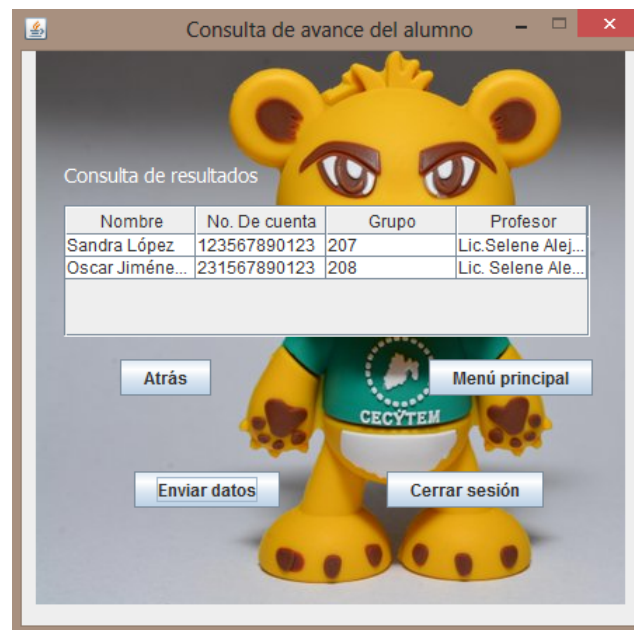 Consulta de avance del alumno
Consulta de resultados
Nombre No. De cuenta Grupo Profesor
Sandra López 123567890123 207 Lic.Selene Alej...
Oscar Jiméne... 231567890123 208 Lic. Selene Ale...
Atrás Menú principal
CECYTEM
Enviar datos Cerrar sesión